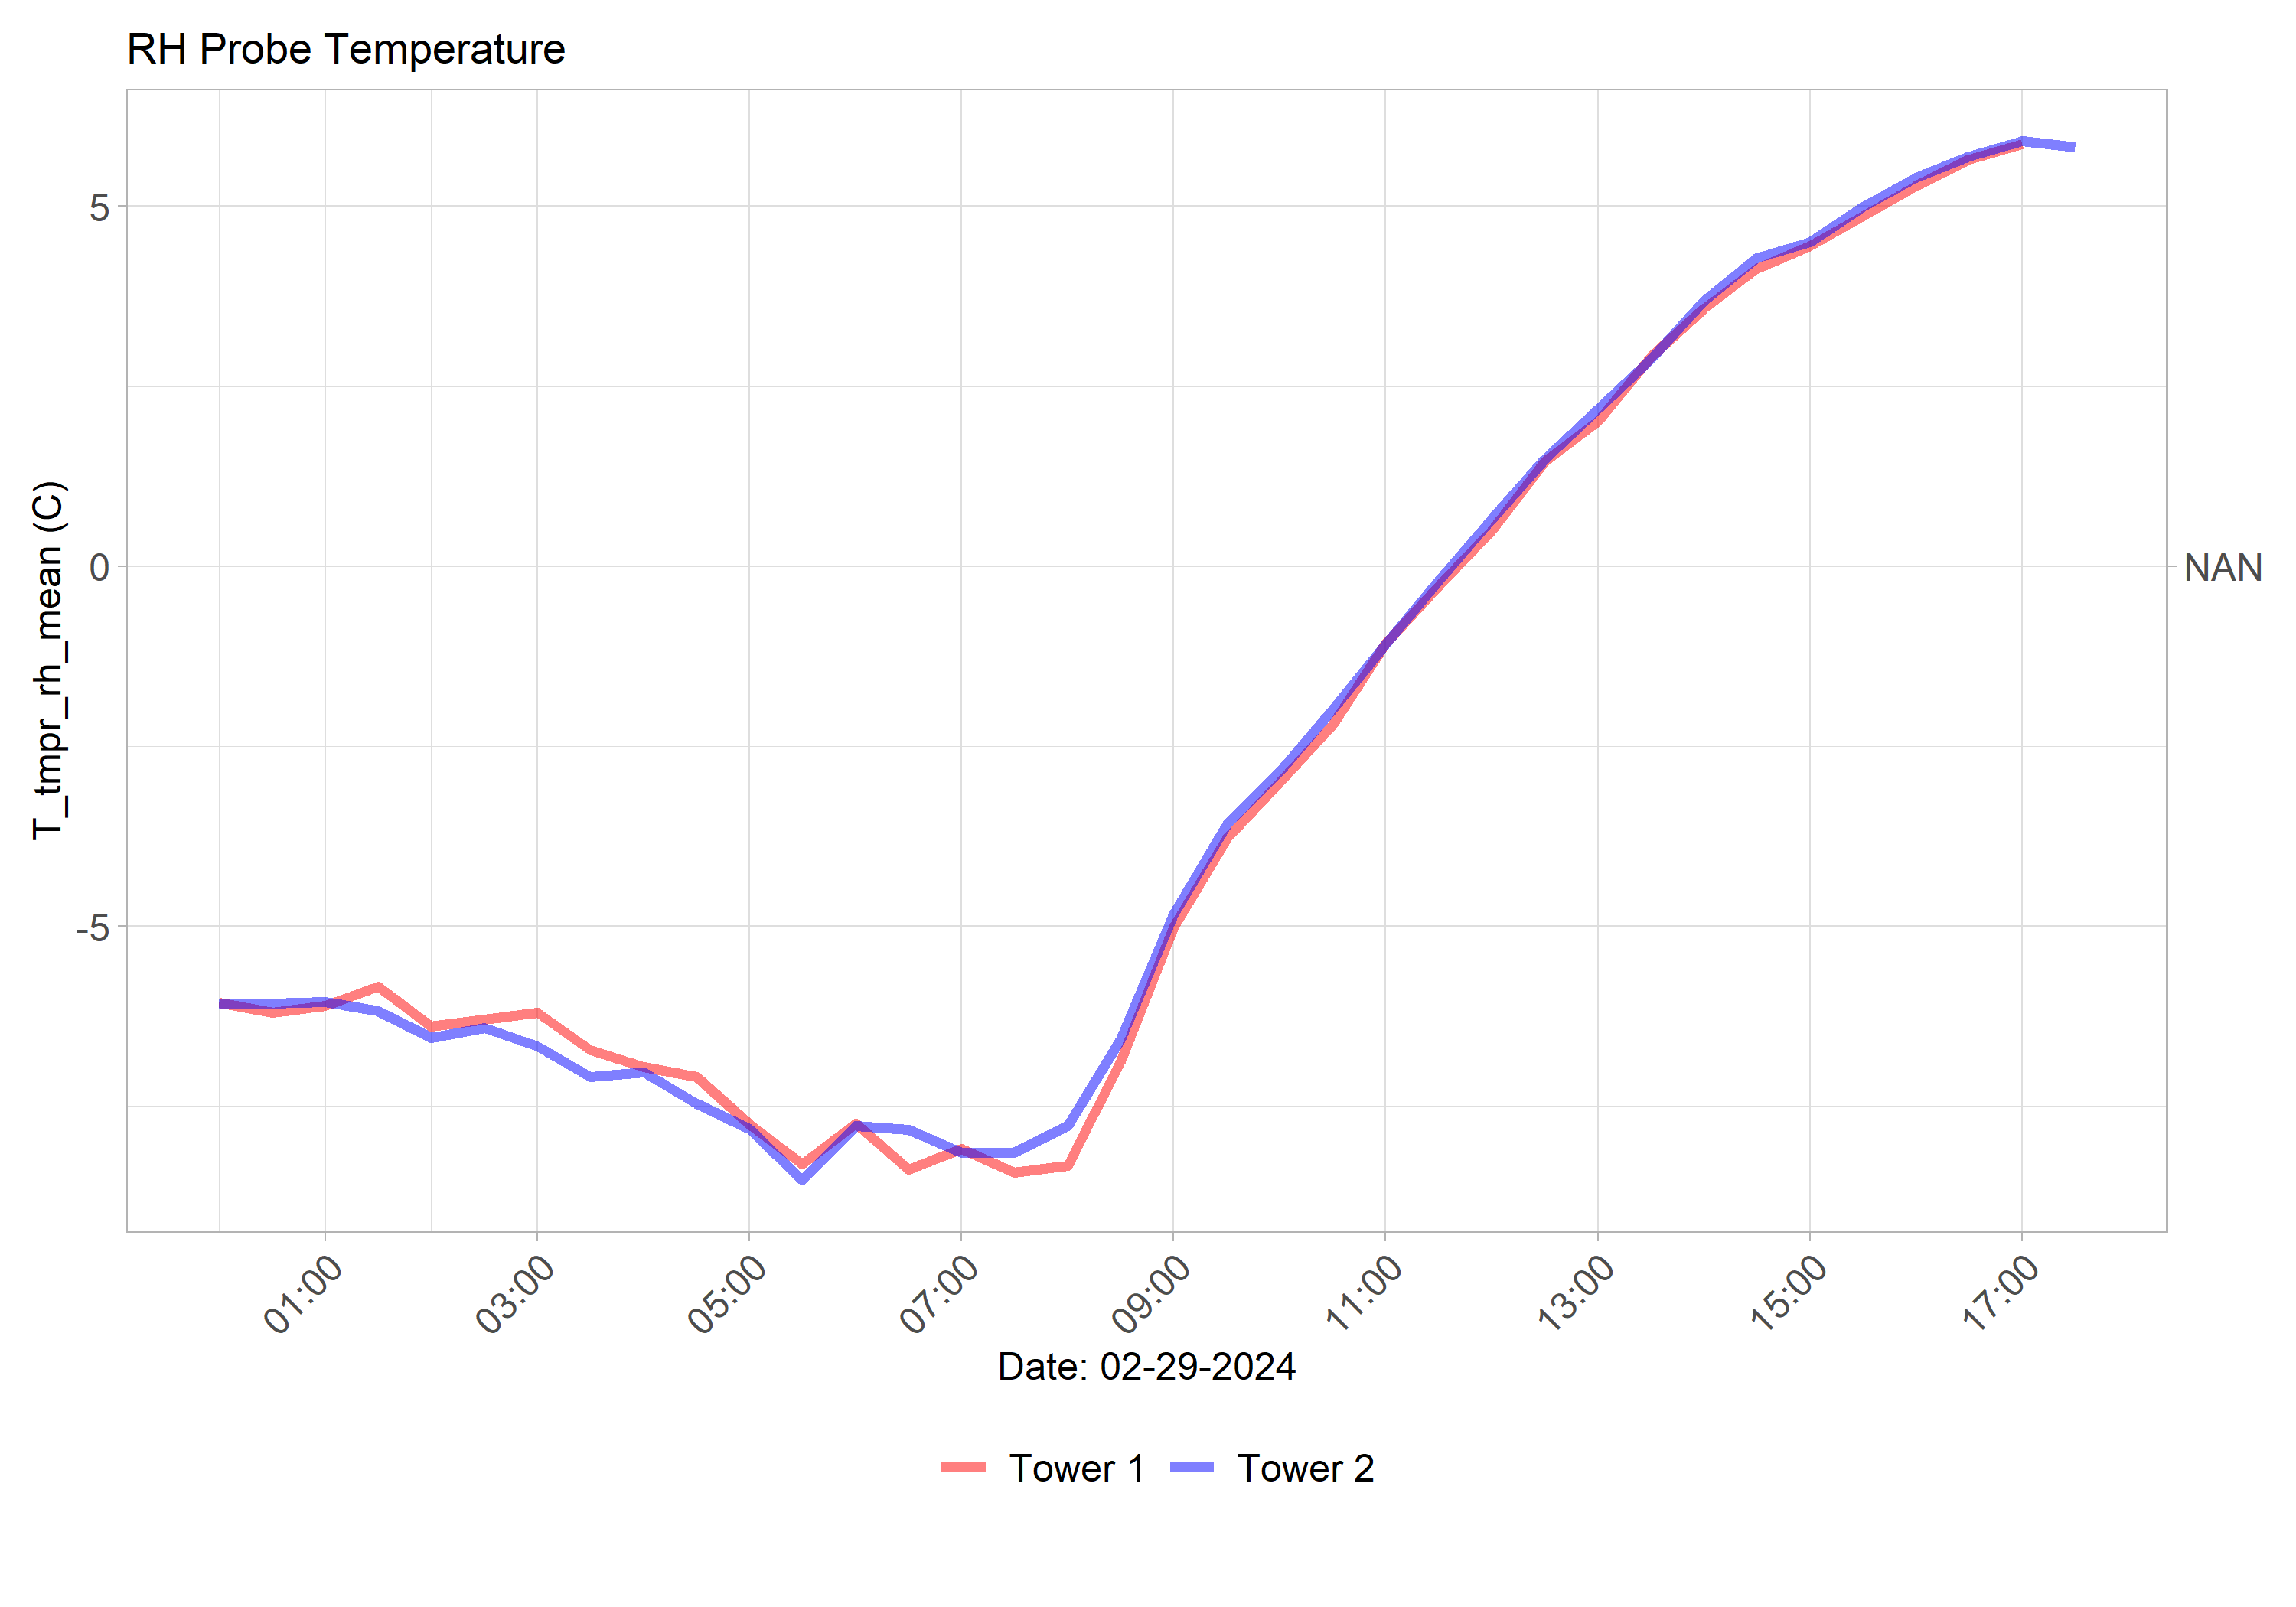 RH Probe Temperature
T_tmpr_rh_mean (C)
5
0
-5
NAN
01:00
03:00
05:00
07:00
09:00
11:00
13:00
15:00
17:00
Date: 02-29-2024
Tower 1
Tower 2